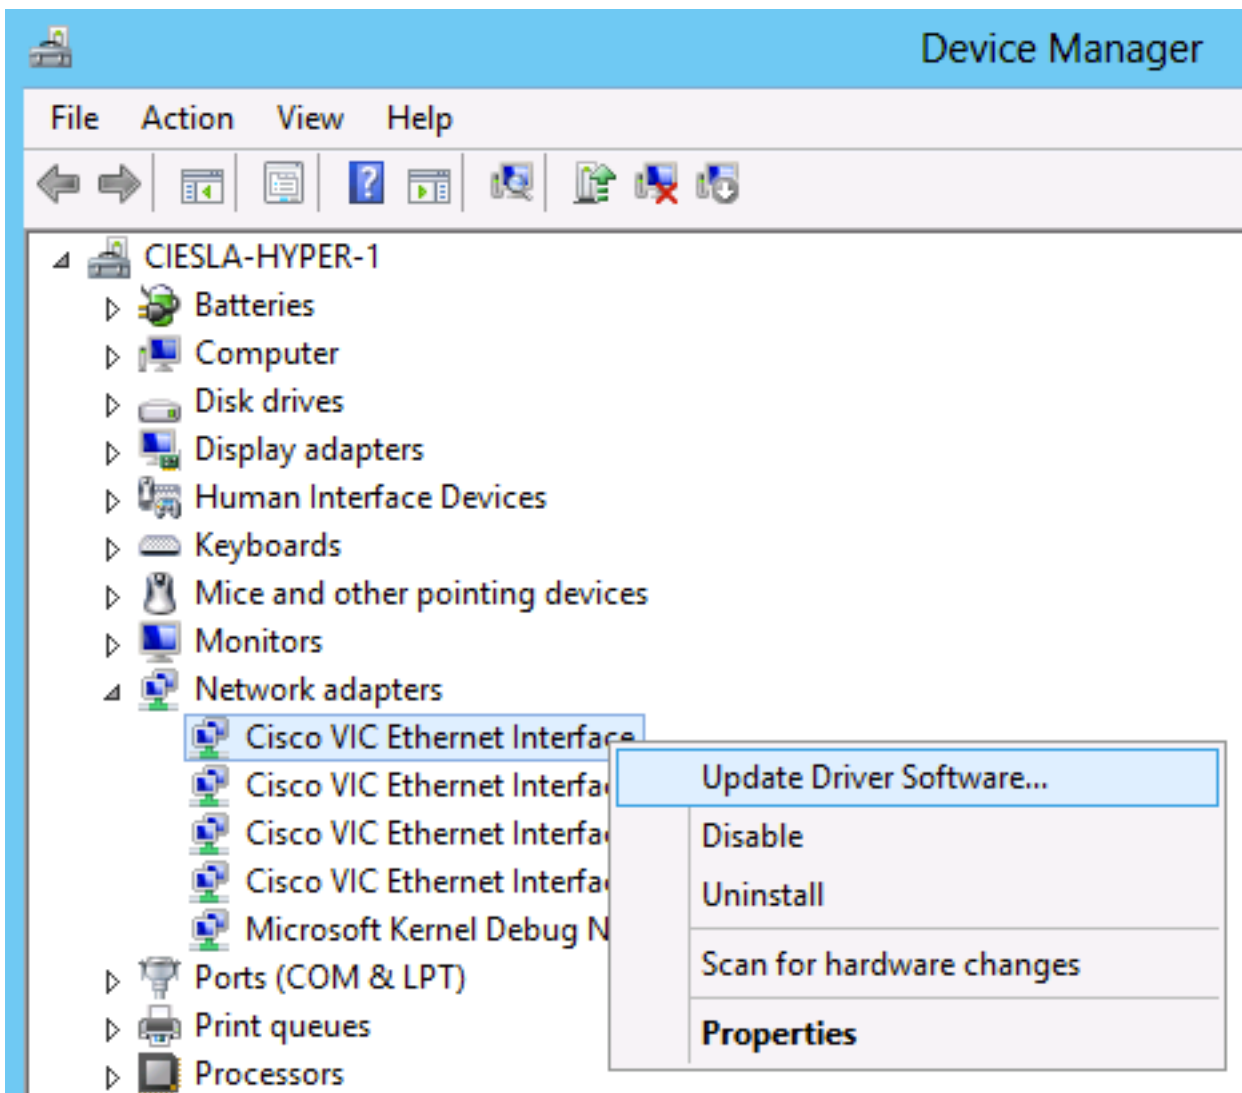 Device Manager
File Action View Help
CIESLA-HYPER-1
Batteries
Computer
Disk drives
Display adapters
Human Interface Devices
Keyboards
Mice and other pointing devices
Monitors
Network adapters
Cisco VIC Ethernet Interface
Cisco VIC Ethernet Interfa
Update Driver Software...
Cisco VIC Ethernet Interfa
Disable
Cisco VIC Ethernet Interfa
Uninstall
Microsoft Kernel Debug N
Scan for hardware changes
Ports (COM & LPT)
Print queues
Properties
Processors